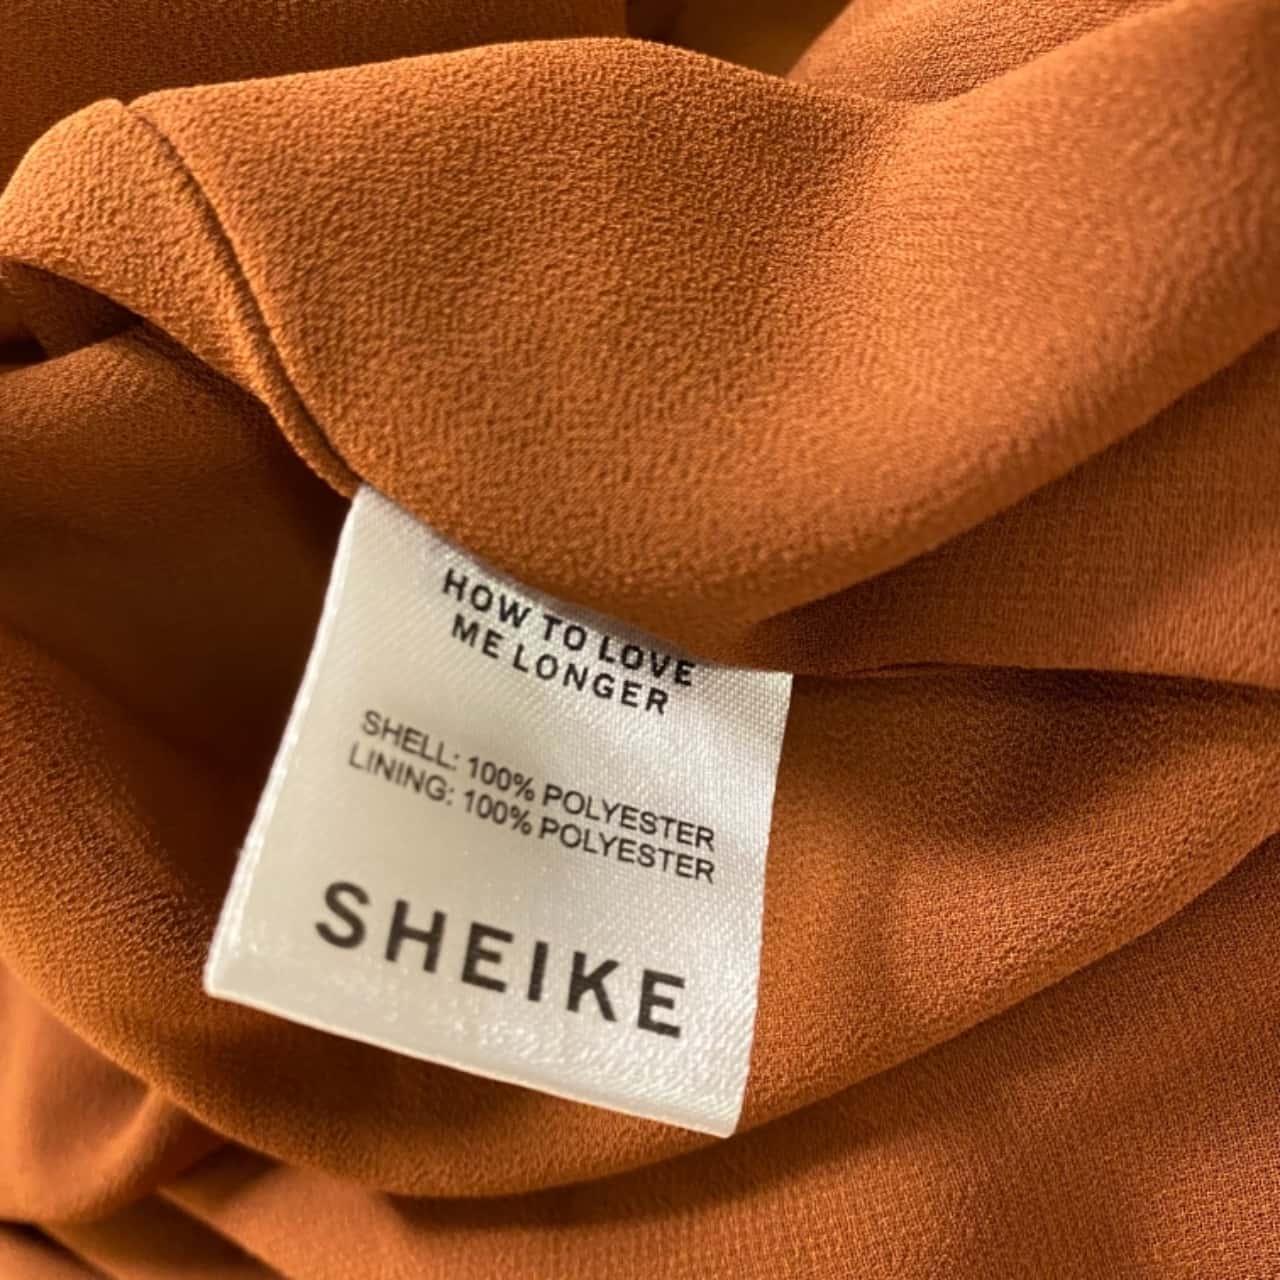 HOW TO LOVE
ME LONGER
SHELL: 100% POLYESTER
LINING: 100% POLYESTER
SHEIKE